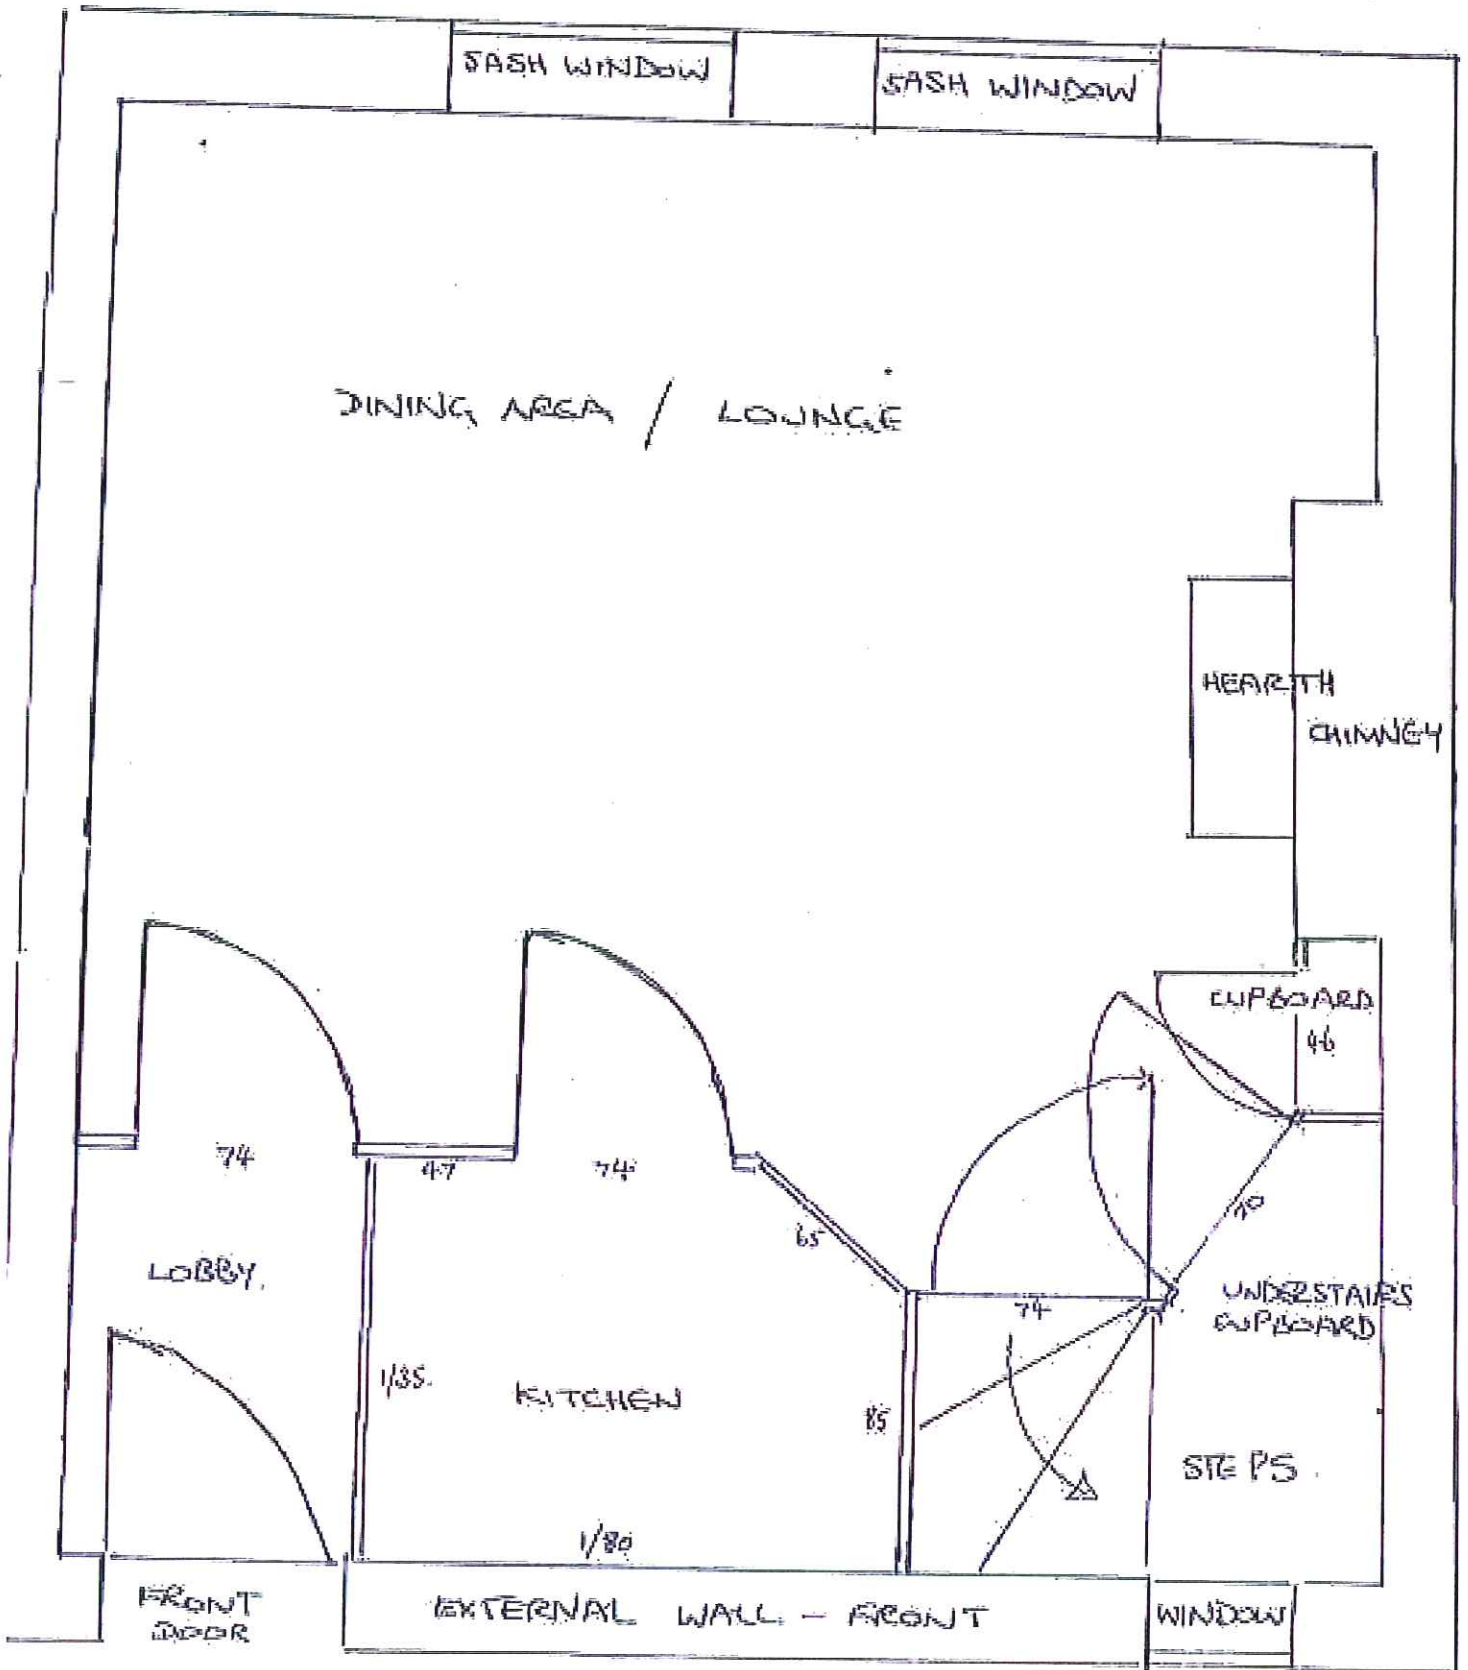 SASH WINDOW
SASH WINDOW
DINING AREA / LOUNGE
HEARTH
CHIMNEY
CUPBOARD
46
74
47
74
65
70
LOBBY.
74
UNDERSTAIRS
CUPBOARD
1/35.
KITCHEN
85
STEPS
1/80
FRONT
DOOR
EXTERNAL WALL - FRONT
WINDOW